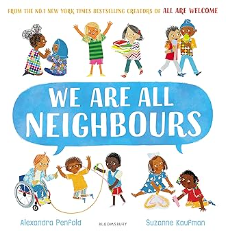 FROM THE NO.1 NEW YORK TIMES BESTSELLING CREATORS OF ALL ARE WELCOME
WE ARE ALL
NEIGHBOURS
Alexandra Penfold BLOOMSBURY Suzanne Kaufman